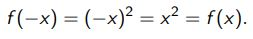 f(−x) = (−x)² = x² = f(x).